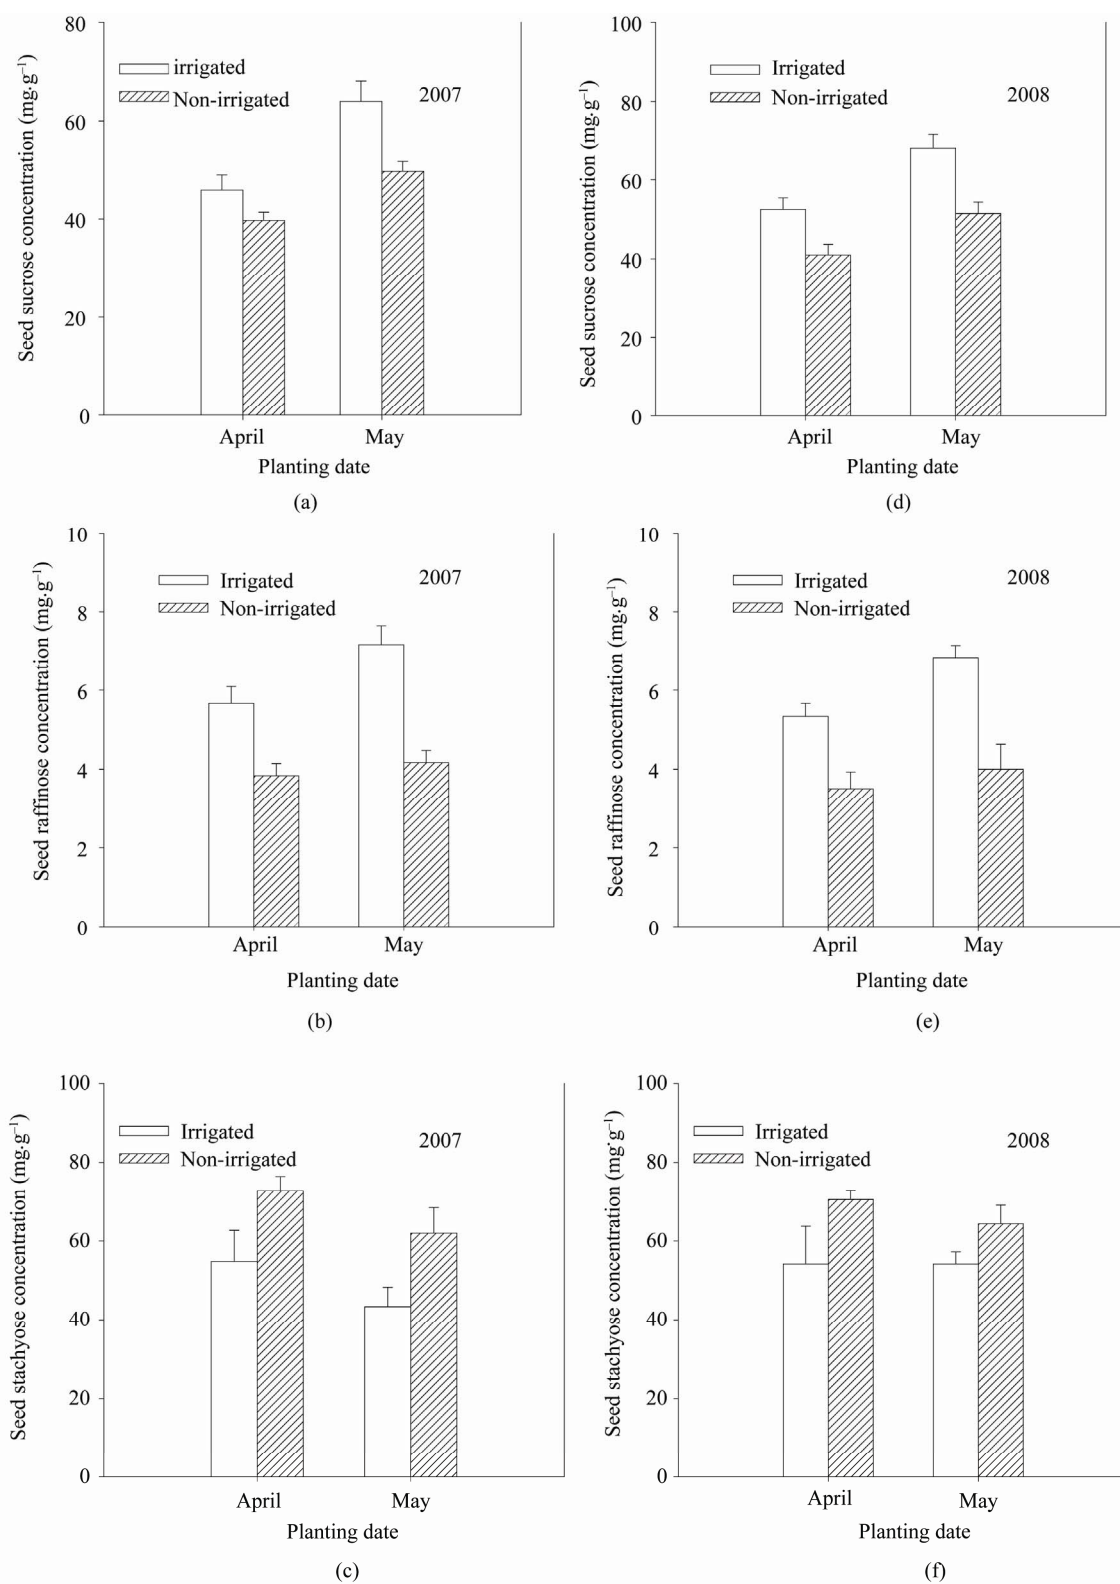 80
60
40
20
0
Seed sucrose concentration (mg·g⁻¹)
irrigated
Non-irrigated
2007
April
May
Planting date
(a)
100
80
60
40
20
0
Seed sucrose concentration (mg·g⁻¹)
Irrigated
Non-irrigated
2008
April
May
Planting date
(d)
10
8
6
4
2
0
Seed raffinose concentration (mg·g⁻¹)
Irrigated
Non-irrigated
2007
April
May
Planting date
(b)
10
8
6
4
2
0
Seed raffinose concentration (mg·g⁻¹)
Irrigated
Non-irrigated
2008
April
May
Planting date
(e)
100
80
60
40
20
0
Seed stachyose concentration (mg·g⁻¹)
Irrigated
Non-irrigated
2007
April
May
Planting date
(c)
100
80
60
40
20
0
Seed stachyose concentration (mg·g⁻¹)
Irrigated
Non-irrigated
2008
April
May
Planting date
(f)